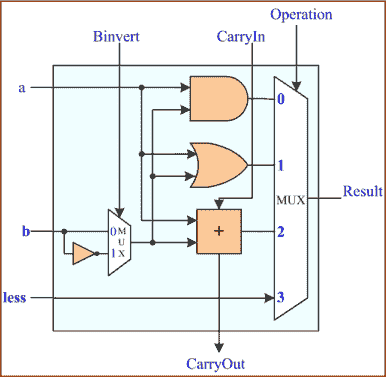 Operation
Binvert
CarryIn
a
0
1
MUX
Result
b
0
M
U
1
X
+
2
less
3
CarryOut